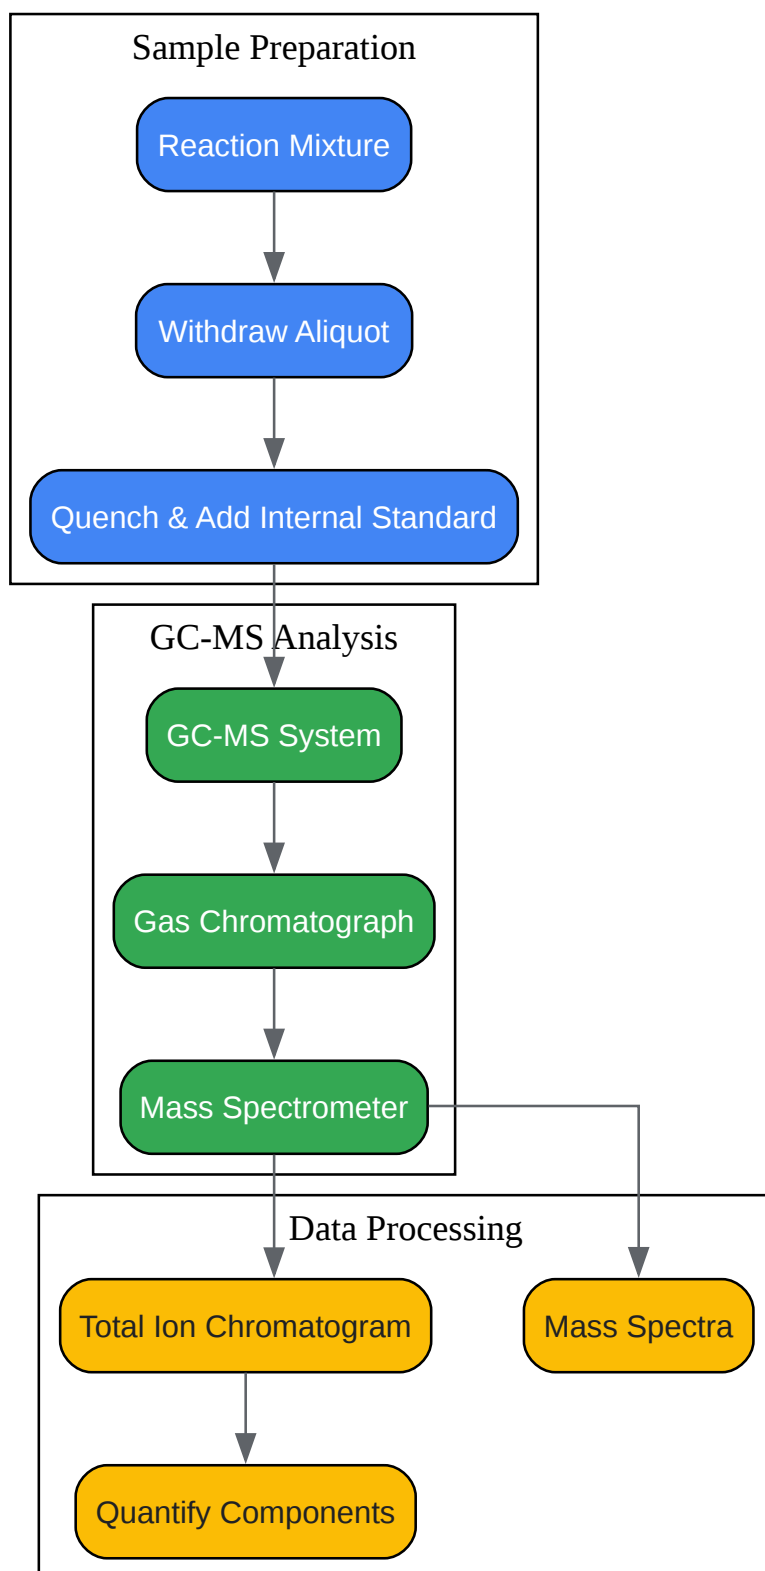 Sample Preparation
Reaction Mixture
Withdraw Aliquot
Quench & Add Internal Standard
GC-MS Analysis
GC-MS System
Gas Chromatograph
Mass Spectrometer
Data Processing
Total Ion Chromatogram
Mass Spectra
Quantify Components